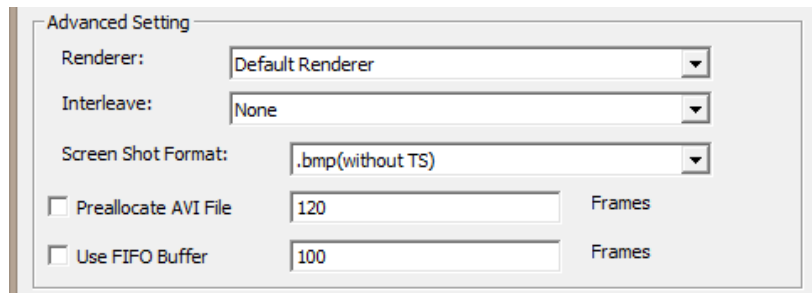 Advanced Setting
Renderer: Default Renderer
Interleave: None
Screen Shot Format: .bmp(without TS)
Preallocate AVI File 120 Frames
Use FIFO Buffer 100 Frames